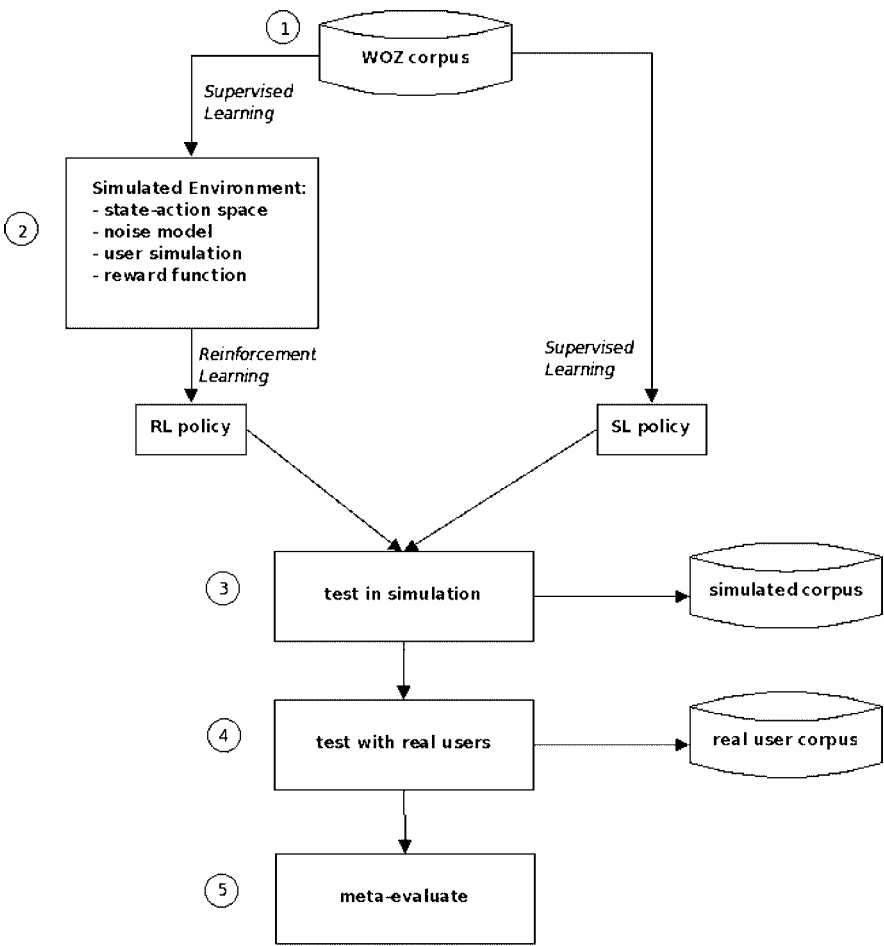 1
WOZ corpus
Supervised
Learning
Simulated Environment:
- state-action space
- noise model
- user simulation
- reward function
2
Reinforcement
Learning
Supervised
Learning
RL policy
SL policy
3
test in simulation
simulated corpus
4
test with real users
real user corpus
5
meta-evaluate